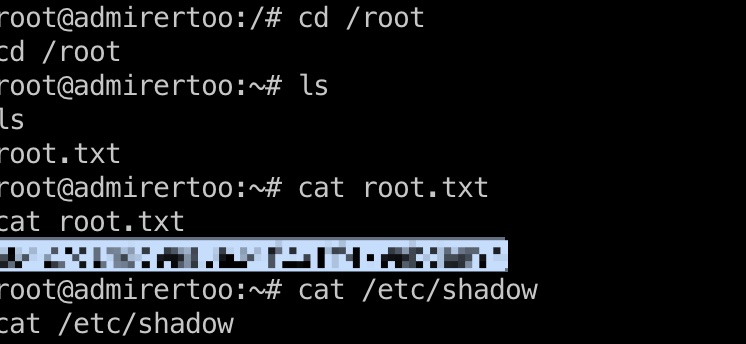 root@admirertoo:/# cd /root
cd /root
root@admirertoo:~# ls
ls
root.txt
root@admirertoo:~# cat root.txt
cat root.txt
root@admirertoo:~# cat /etc/shadow
cat /etc/shadow